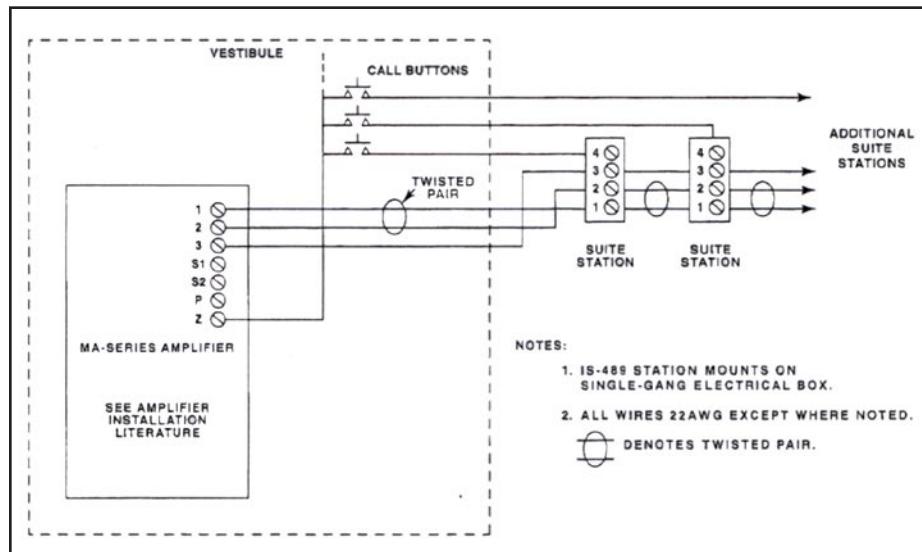 VESTIBULE
CALL BUTTONS
TWISTED
PAIR
1
2
3
S1
S2
P
Z
MA-SERIES AMPLIFIER
SEE AMPLIFIER
INSTALLATION
LITERATURE
4
3
2
1
SUITE
STATION
4
3
2
1
SUITE
STATION
ADDITIONAL
SUITE
STATIONS
NOTES:
1. IS-489 STATION MOUNTS ON
SINGLE-GANG ELECTRICAL BOX.
2. ALL WIRES 22AWG EXCEPT WHERE NOTED.
DENOTES TWISTED PAIR.